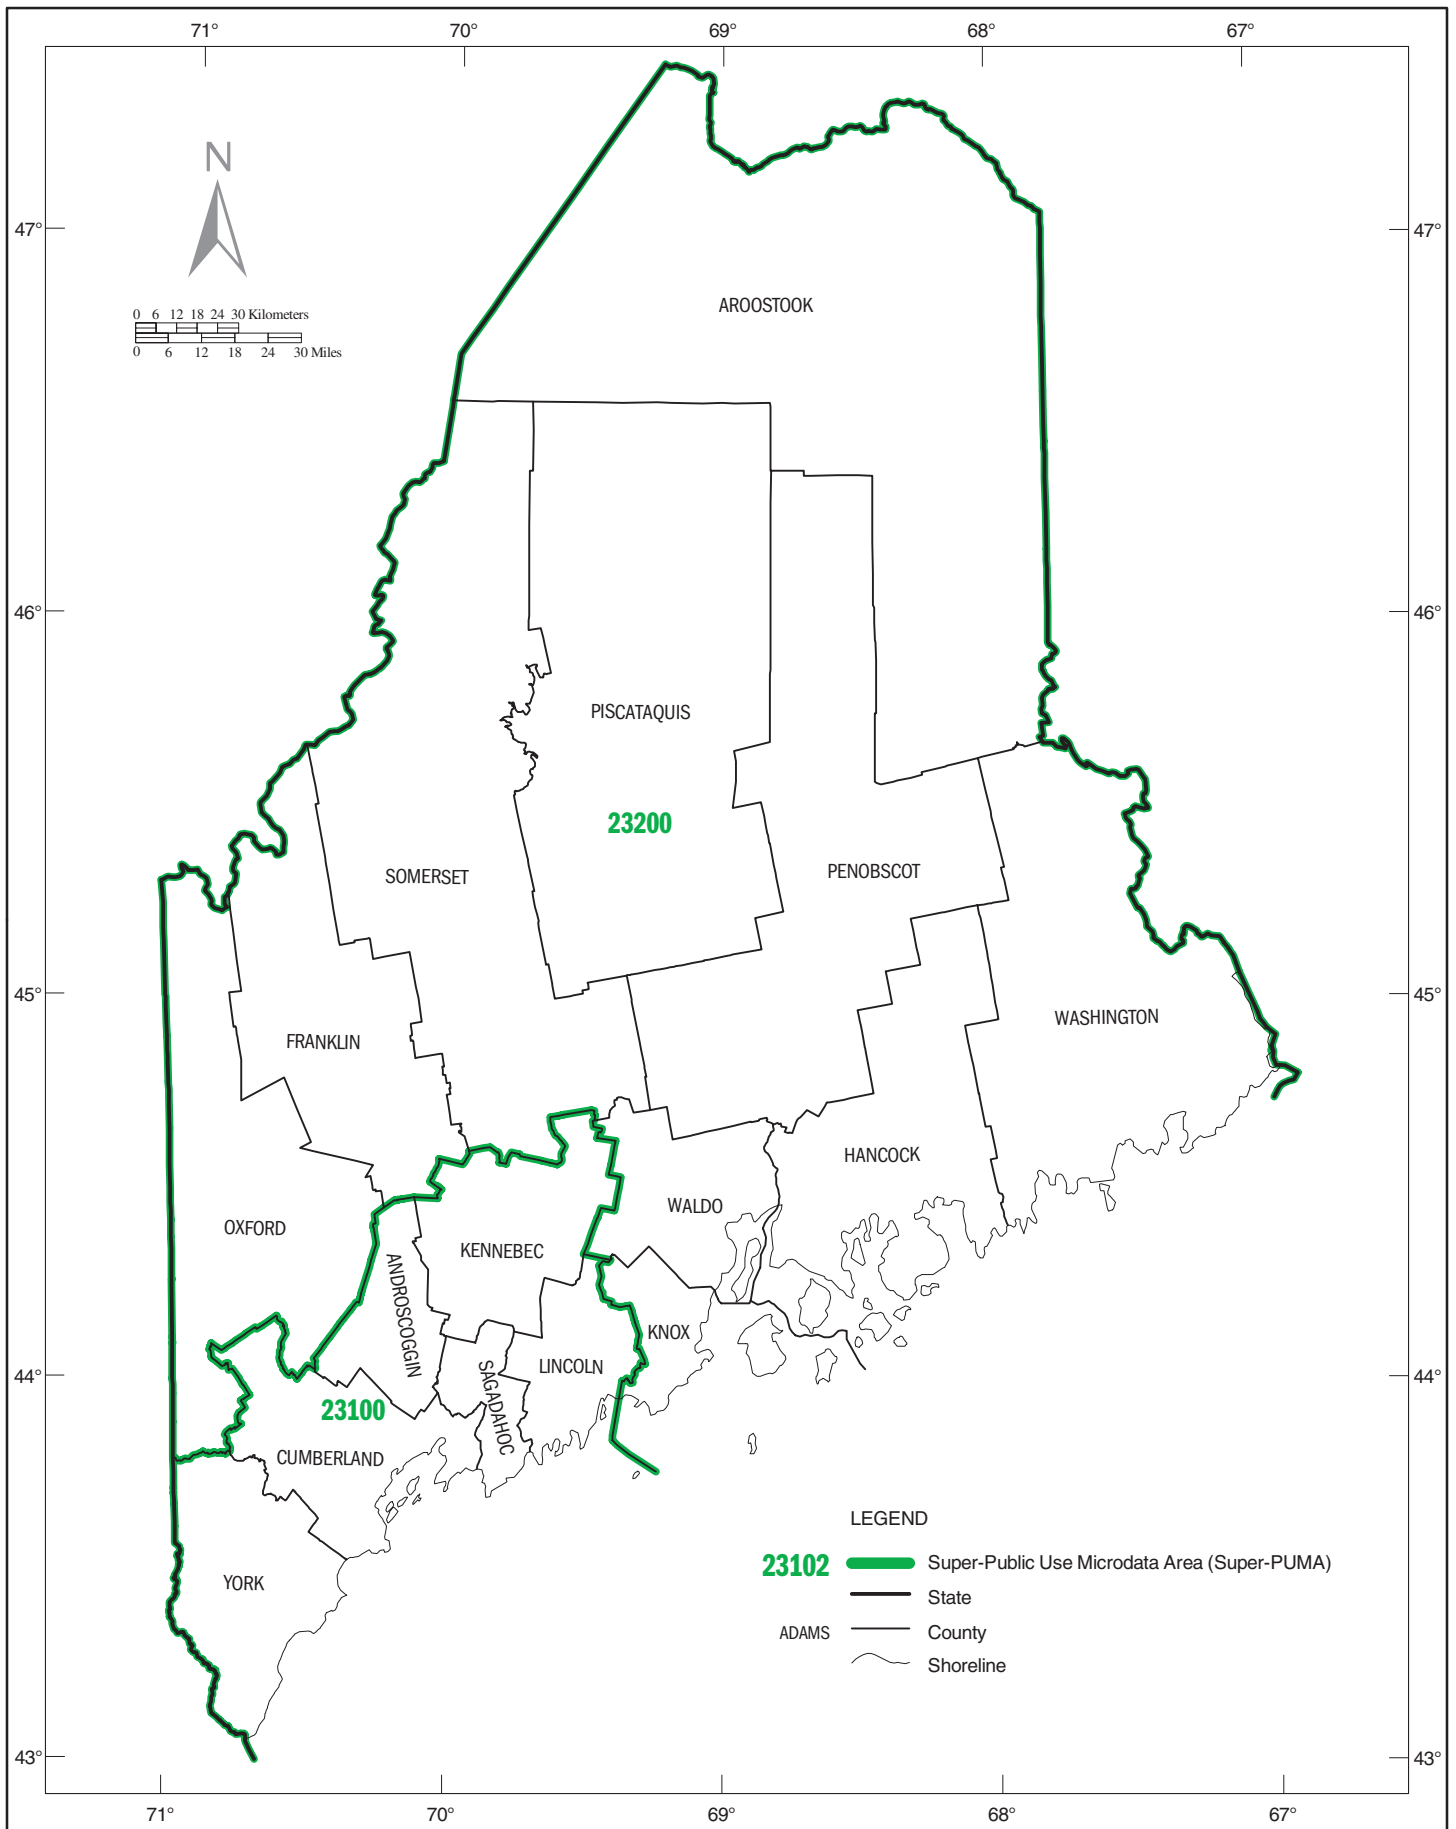 71° 70° 69° 68° 67°
N
47° 47°
AROOSTOOK
0 6 12 18 24 30 Kilometers
0 6 12 18 24 30 Miles
46° 46°
PISCATAQUIS
23200
PENOBSCOT
SOMERSET
45° 45°
WASHINGTON
FRANKLIN
HANCOCK
WALDO
OXFORD
KENNEBEC
ANDROSCOGGIN
KNOX
LINCOLN
SAGADAHOC
44° 44°
23100
CUMBERLAND
LEGEND
23102 Super-Public Use Microdata Area (Super-PUMA)
State
YORK
ADAMS County
Shoreline
43° 43°
71° 70° 69° 68° 67°